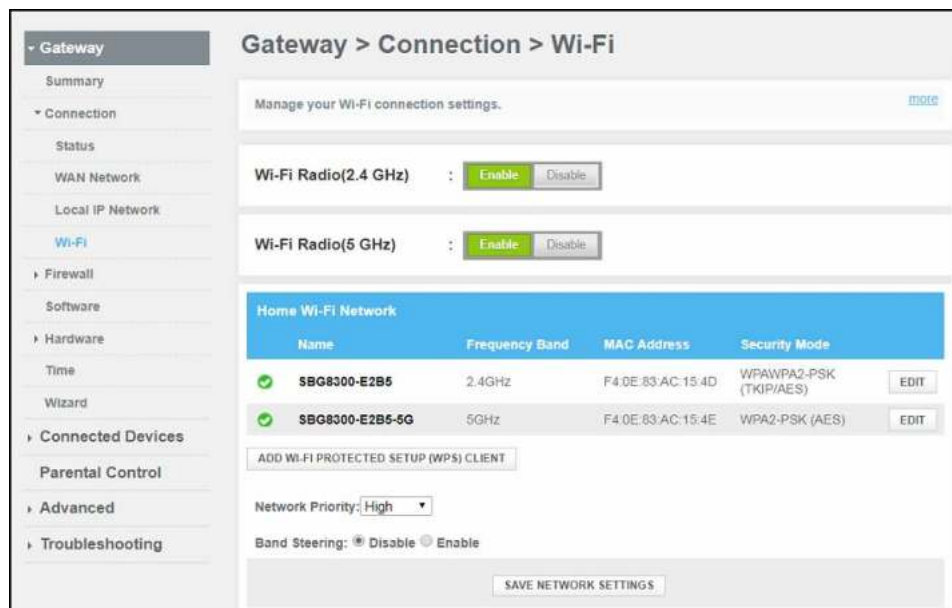 Gateway
Summary
Connection
Status
WAN Network
Local IP Network
Wi-Fi
Firewall
Software
Hardware
Time
Wizard
Connected Devices
Parental Control
Advanced
Troubleshooting
Gateway > Connection > Wi-Fi
Manage your Wi-Fi connection settings.
more
Wi-Fi Radio(2.4 GHz) : Enable Disable
Wi-Fi Radio(5 GHz) : Enable Disable
Home Wi-Fi Network
Name Frequency Band MAC Address Security Mode
SBG8300-E2B5 2.4GHz F4:0E:83:AC:15:4D WPAWPA2-PSK (TKIP/AES) EDIT
SBG8300-E2B5-5G 5GHz F4:0E:83:AC:15:4E WPA2-PSK (AES) EDIT
ADD WI-FI PROTECTED SETUP (WPS) CLIENT
Network Priority: High
Band Steering: Disable Enable
SAVE NETWORK SETTINGS